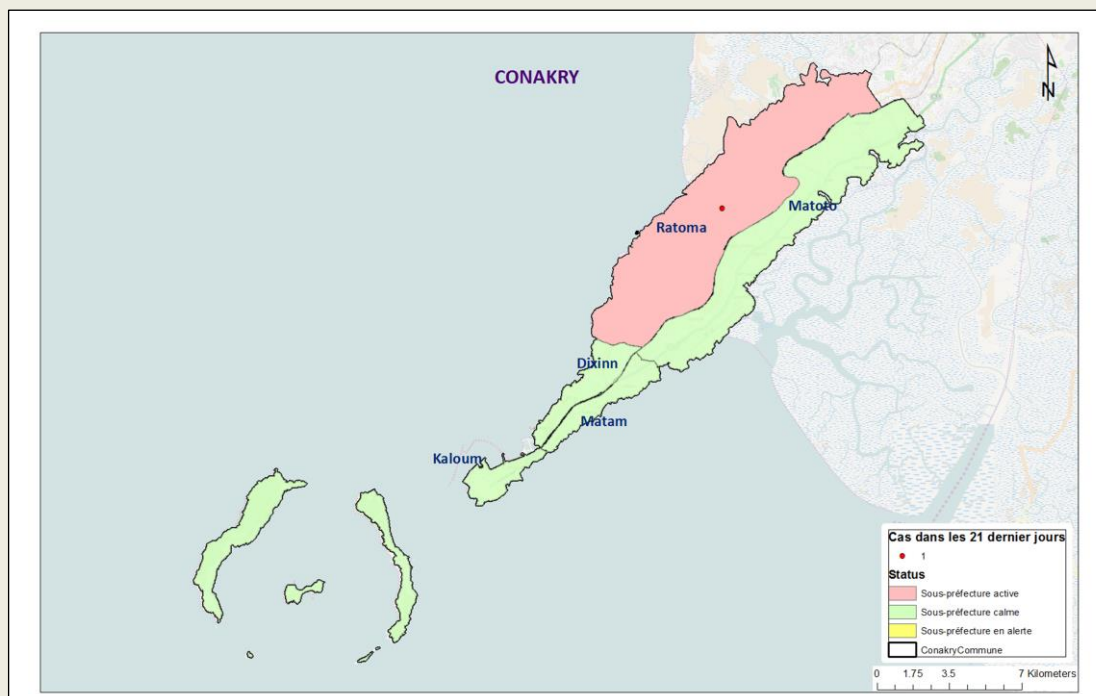 CONAKRY
N
Matoto
Ratoma
Dixinn
Matam
Kaloum
Cas dans les 21 dernier jours
1
Status
Sous-préfecture active
Sous-préfecture calme
Sous-préfecture en alerte
ConakryCommune
0 1.75 3.5 7 Kilometers